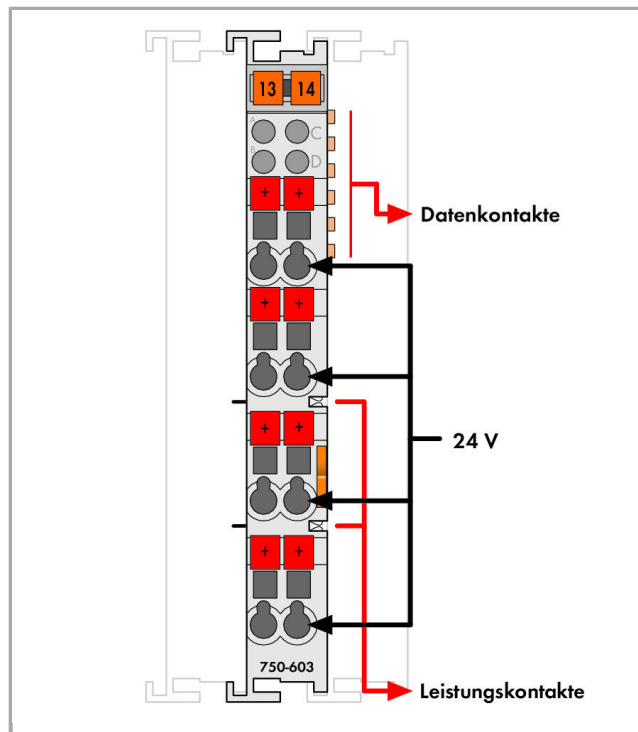 13 14
A C
B D
+ +
Datenkontakte
+ +
+ +
24 V
+ +
750-603
Leistungskontakte